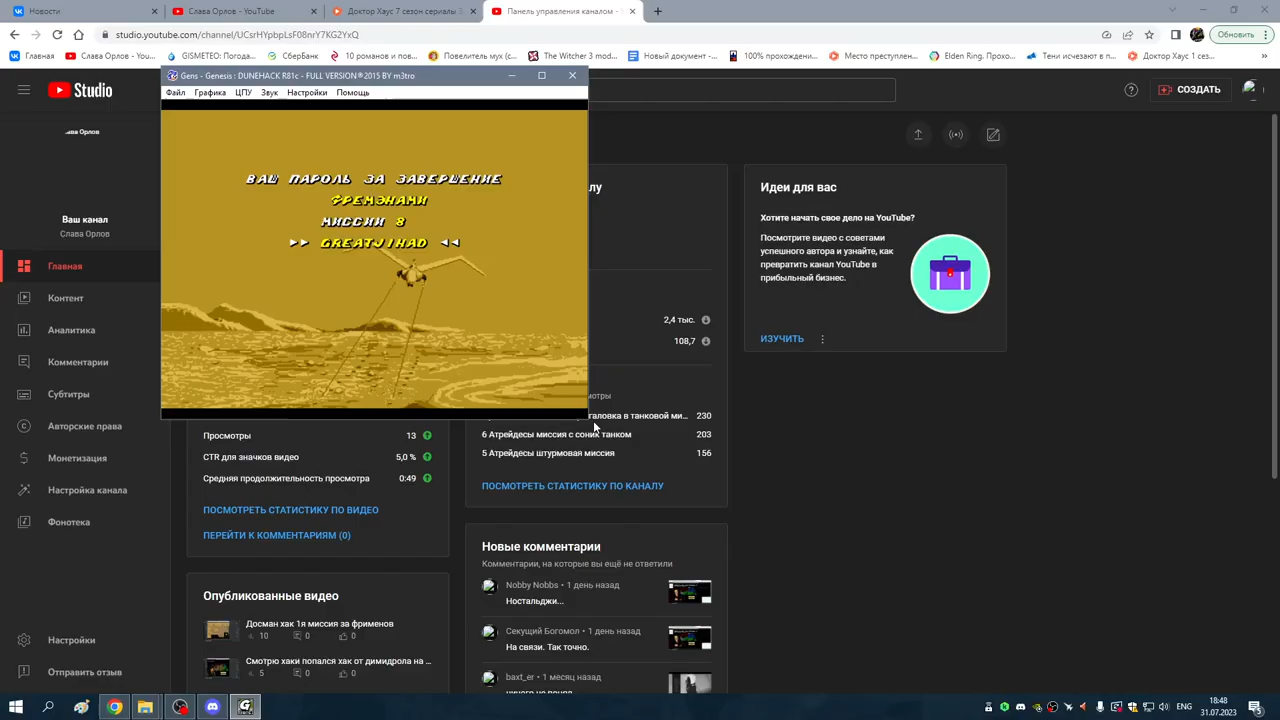 Новости
Слава Орлов - YouTube
Доктор Хаус 7 сезон сериалы
Панель управления каналом -
studio.youtube.com/channel/UCsrHYpbpLsF08nrY7KG2YxQ
Обновить
Главная
Слава Орлов - You...
GISMETEO: Погода...
СберБанк
10 романов и пов...
Повелитель мух (с...
The Witcher 3 mod...
Новый документ -...
100% прохождени...
Место преступлен...
Elden Ring. Прохо...
Тени исчезают в п...
Доктор Хаус 1 сез...
Gens - Genesis : DUNEHACK R81c - FULL VERSION®2015 BY m3tro
Файл
Графика
ЦПУ
Звук
Настройки
Помощь
Studio
СОЗДАТЬ
ВАШ ПАРОЛЬ ЗА ЗАВЕРШЕНИЕ
ФРЕМЭНАМИ
МИССИИ 8
GREATJIHAD
Ваш канал
Слава Орлов
Главная
Контент
Аналитика
Комментарии
Субтитры
Авторские права
Монетизация
Настройка канала
Фонотека
Настройки
Отправить отзыв
Просмотры 13
CTR для значков видео 5,0 %
Средняя продолжительность просмотра 0:49
ПОСМОТРЕТЬ СТАТИСТИКУ ПО ВИДЕО
ПЕРЕЙТИ К КОММЕНТАРИЯМ (0)
Опубликованные видео
Досман хак 1я миссия за фрименов
10 0 0
Смотрю хаки попался хак от димидрола на ...
5 0 0
2,4 тыс.
108,7
в танковой ми... 230
6 Атрейдесы миссия с соник танком 203
5 Атрейдесы штурмовая миссия 156
ПОСМОТРЕТЬ СТАТИСТИКУ ПО КАНАЛУ
Новые комментарии
Комментарии, на которые вы ещё не ответили
Nobby Nobbs • 1 день назад
Ностальджи...
Секущий Богомол • 1 день назад
На связи. Так точно.
baxt_er • 1 месяц назад
Идеи для вас
Хотите начать свое дело на YouTube?
Посмотрите видео с советами
успешного автора и узнайте, как
превратить канал YouTube в
прибыльный бизнес.
ИЗУЧИТЬ
ENG
18:48
31.07.2023